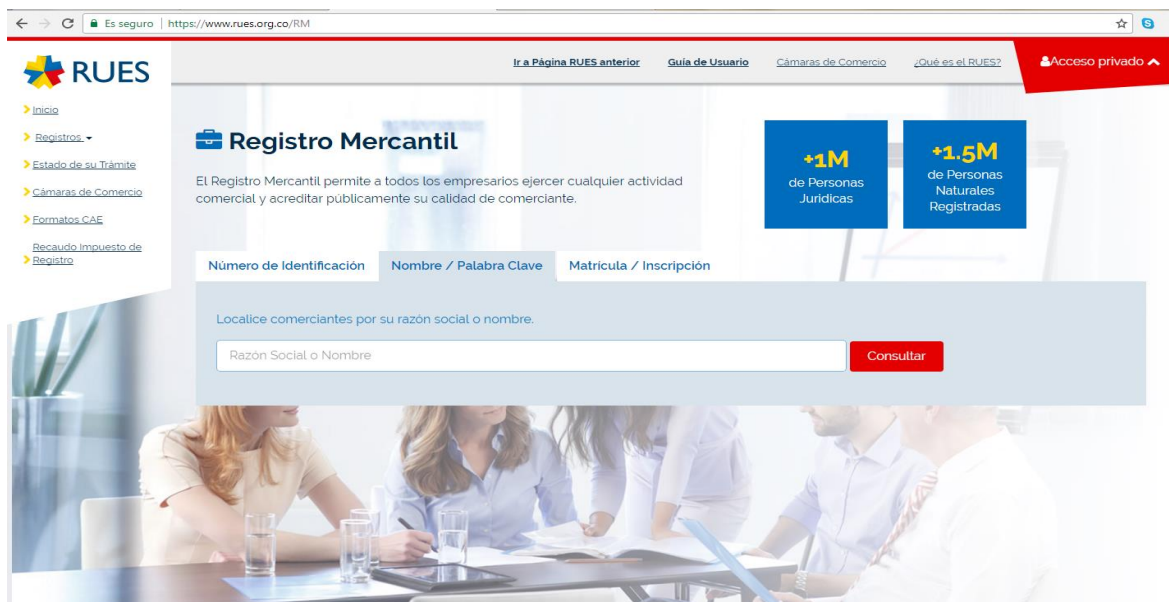 Es seguro | https://www.rues.org.co/RM
RUES
Ir a Página RUES anterior
Guía de Usuario
Cámaras de Comercio
¿Qué es el RUES?
Acceso privado
Inicio
Registros
Estado de su Trámite
Cámaras de Comercio
Formatos CAE
Recaudo Impuesto de
Registro
Registro Mercantil
El Registro Mercantil permite a todos los empresarios ejercer cualquier actividad
comercial y acreditar públicamente su calidad de comerciante.
+1M
de Personas
Juridicas
+1.5M
de Personas
Naturales
Registradas
Número de Identificación
Nombre / Palabra Clave
Matrícula / Inscripción
Localice comerciantes por su razón social o nombre.
Razón Social o Nombre
Consultar